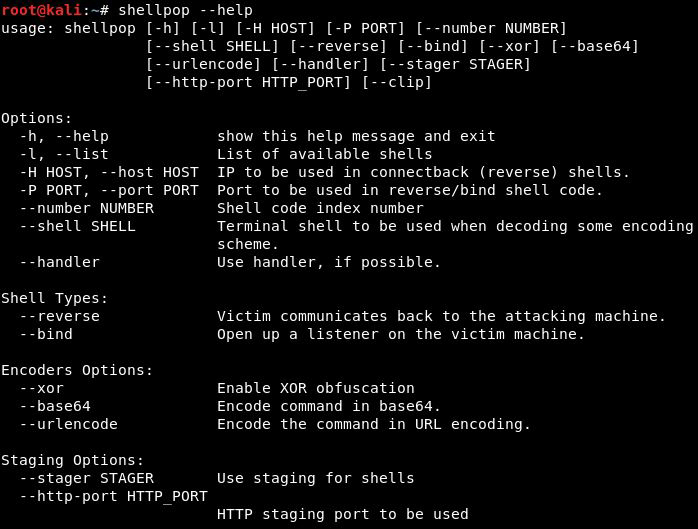 root@kali:~# shellpop --help
usage: shellpop [-h] [-l] [-H HOST] [-P PORT] [--number NUMBER]
                [--shell SHELL] [--reverse] [--bind] [--xor] [--base64]
                [--urlencode] [--handler] [--stager STAGER]
                [--http-port HTTP_PORT] [--clip]

Options:
  -h, --help            show this help message and exit
  -l, --list            List of available shells
  -H HOST, --host HOST  IP to be used in connectback (reverse) shells.
  -P PORT, --port PORT  Port to be used in reverse/bind shell code.
  --number NUMBER       Shell code index number
  --shell SHELL         Terminal shell to be used when decoding some encoding
                        scheme.
  --handler             Use handler, if possible.

Shell Types:
  --reverse             Victim communicates back to the attacking machine.
  --bind                Open up a listener on the victim machine.

Encoders Options:
  --xor                 Enable XOR obfuscation
  --base64              Encode command in base64.
  --urlencode           Encode the command in URL encoding.

Staging Options:
  --stager STAGER       Use staging for shells
  --http-port HTTP_PORT
                        HTTP staging port to be used